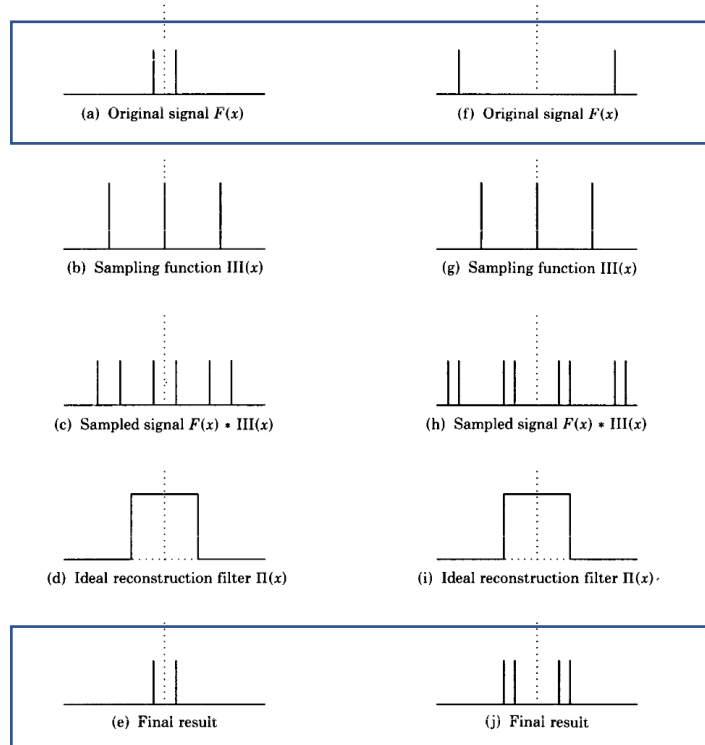 (a) Original signal F(x)
(f) Original signal F(x)
(b) Sampling function III(x)
(g) Sampling function III(x)
(c) Sampled signal F(x) * III(x)
(h) Sampled signal F(x) * III(x)
(d) Ideal reconstruction filter Π(x)
(i) Ideal reconstruction filter Π(x)
(e) Final result
(j) Final result